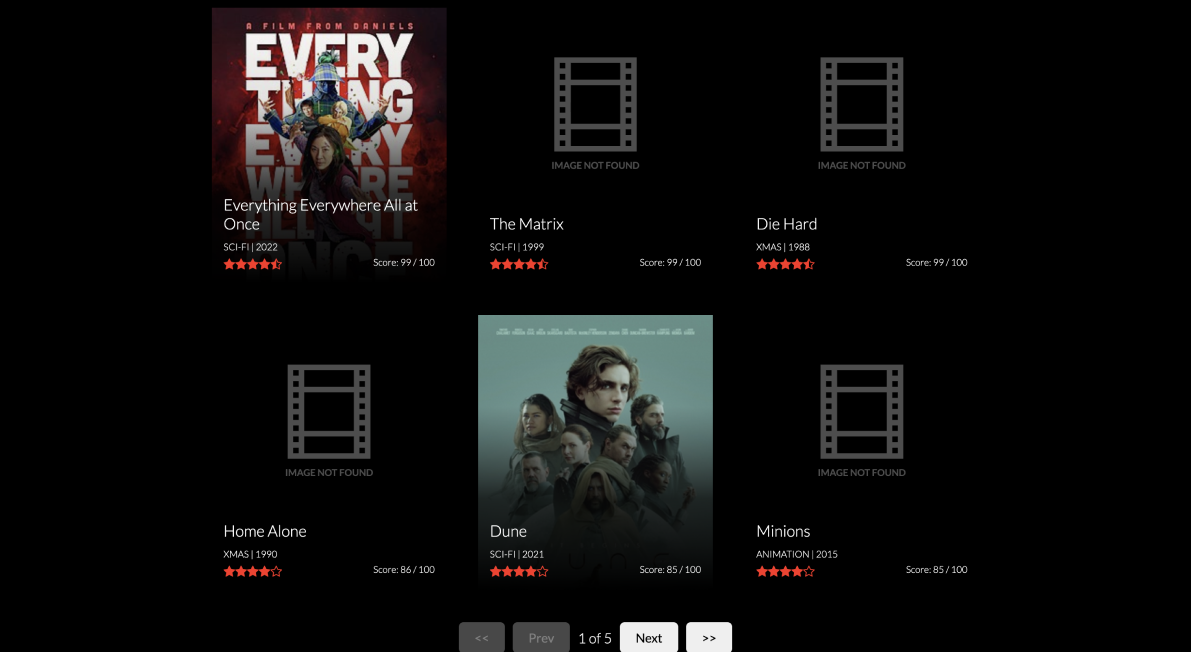 A FILM FROM DANIELS
EVERY
THING
EVERY
WHERE
ALL AT
ONCE
Everything Everywhere All at
Once
SCI-FI | 2022
Score: 99 / 100
IMAGE NOT FOUND
The Matrix
SCI-FI | 1999
Score: 99 / 100
IMAGE NOT FOUND
Die Hard
XMAS | 1988
Score: 99 / 100
IMAGE NOT FOUND
Home Alone
XMAS | 1990
Score: 86 / 100
Dune
SCI-FI | 2021
Score: 85 / 100
IMAGE NOT FOUND
Minions
ANIMATION | 2015
Score: 85 / 100
<< Prev 1 of 5 Next >>